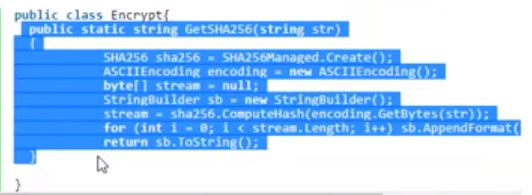 public class Encrypt{
public static string GetSHA256(string str)
{
SHA256 sha256 = SHA256Managed.Create();
ASCIIEncoding encoding = new ASCIIEncoding();
byte[] stream = null;
StringBuilder sb = new StringBuilder();
stream = sha256.ComputeHash(encoding.GetBytes(str));
for (int i = 0; i < stream.Length; i++) sb.AppendFormat(
return sb.ToString();
}
}